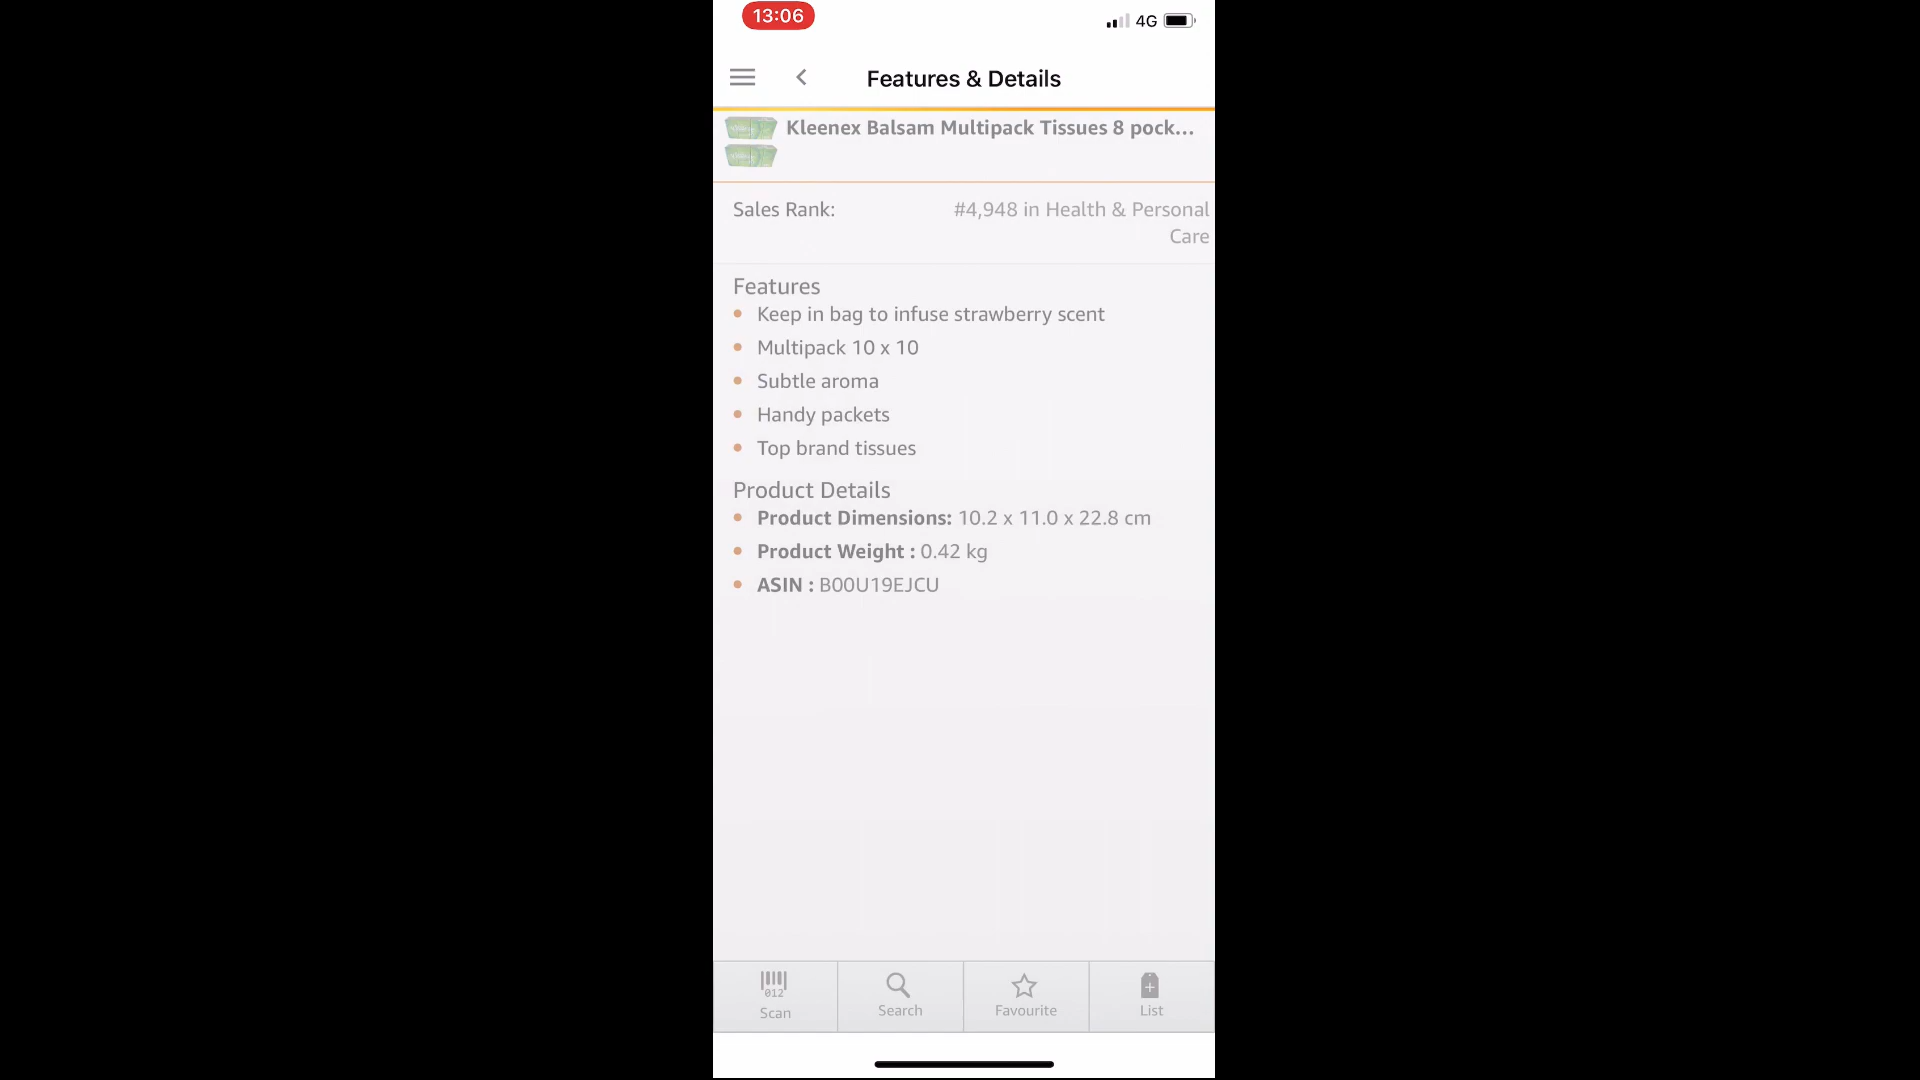 13:06
4G
Features & Details
Kleenex Balsam Multipack Tissues 8 pock...
Sales Rank:
#4,948 in Health & Personal
Care
Features
Keep in bag to infuse strawberry scent
Multipack 10 x 10
Subtle aroma
Handy packets
Top brand tissues
Product Details
Product Dimensions: 10.2 x 11.0 x 22.8 cm
Product Weight : 0.42 kg
ASIN : B00U19EJCU
012
Scan
Search
Favourite
List